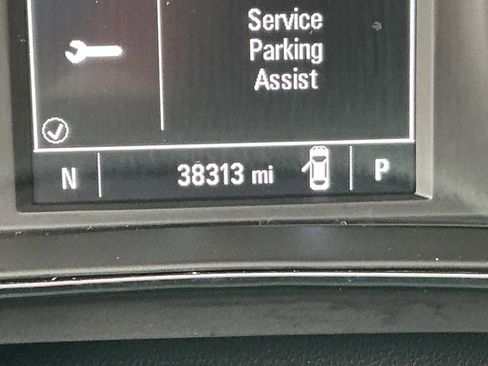 Service
Parking
Assist
N 38313 mi P